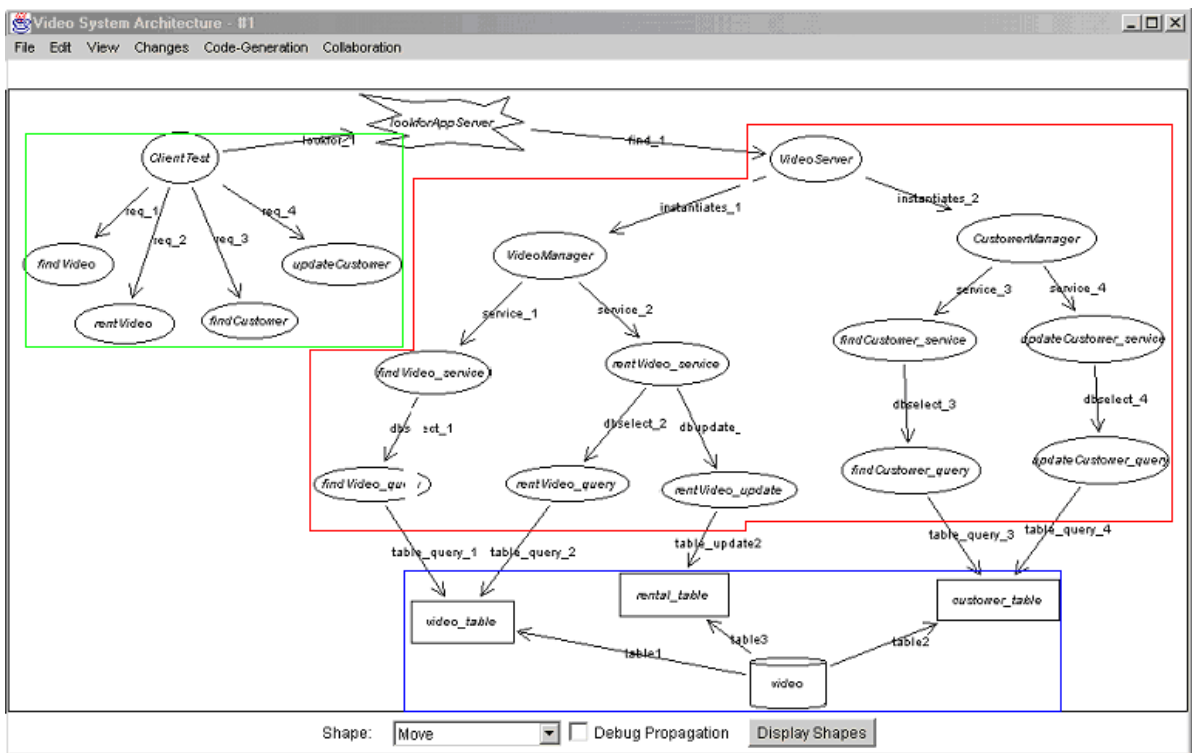 Video System Architecture - #1
File Edit View Changes Code-Generation Collaboration
lookforAppServer
lookfor_1
find_1
ClientTest
VideoServer
req_1
req_4
instantiates_1
instantiates_2
req_2
req_3
CustomerManager
VideoManager
findVideo
updateCustomer
service_3
service_4
service_1
service_2
rentVideo
findCustomer
findCustomer_service
updateCustomer_service
findVideo_service
rentVideo_service
dbselect_3
dbselect_4
dbselect_2
dbupdate_
findCustomer_query
updateCustomer_query
rentVideo_query
rentVideo_update
table_query_3
table_query_4
table_update2
table_query_1
table_query_2
rental_table
customer_table
video_table
table3
table2
table1
video
Shape: Move Debug Propagation Display Shapes